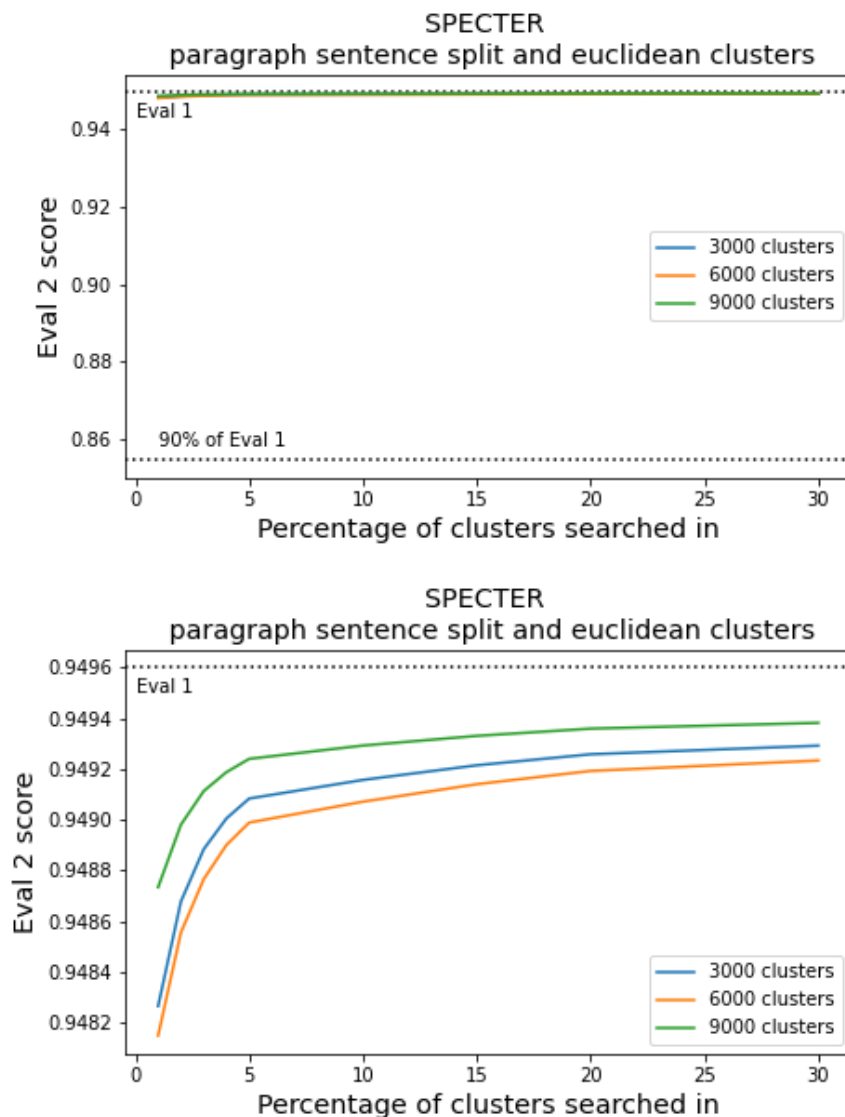 SPECTER
paragraph sentence split and euclidean clusters
Eval 1
0.94
0.92
0.90
0.88
0.86
Eval 2 score
3000 clusters
6000 clusters
9000 clusters
90% of Eval 1
0 5 10 15 20 25 30
Percentage of clusters searched in
SPECTER
paragraph sentence split and euclidean clusters
0.9496
Eval 1
0.9494
0.9492
0.9490
0.9488
0.9486
0.9484
0.9482
Eval 2 score
3000 clusters
6000 clusters
9000 clusters
0 5 10 15 20 25 30
Percentage of clusters searched in